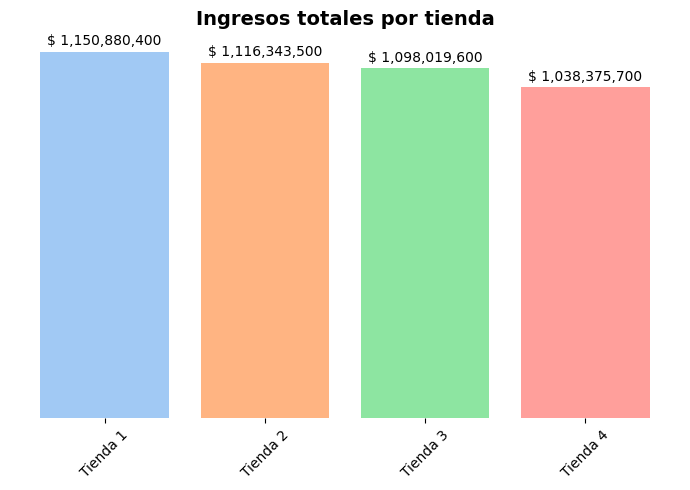 Ingresos totales por tienda
$ 1,150,880,400
$ 1,116,343,500
$ 1,098,019,600
$ 1,038,375,700
Tienda 1
Tienda 2
Tienda 3
Tienda 4